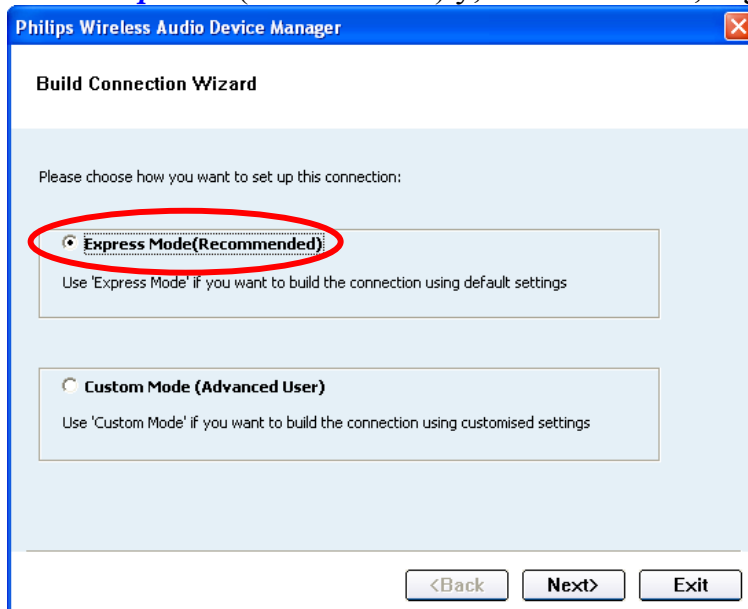 Philips Wireless Audio Device Manager
Build Connection Wizard
Please choose how you want to set up this connection:
Express Mode(Recommended)
Use 'Express Mode' if you want to build the connection using default settings
Custom Mode (Advanced User)
Use 'Custom Mode' if you want to build the connection using customised settings
<Back Next> Exit